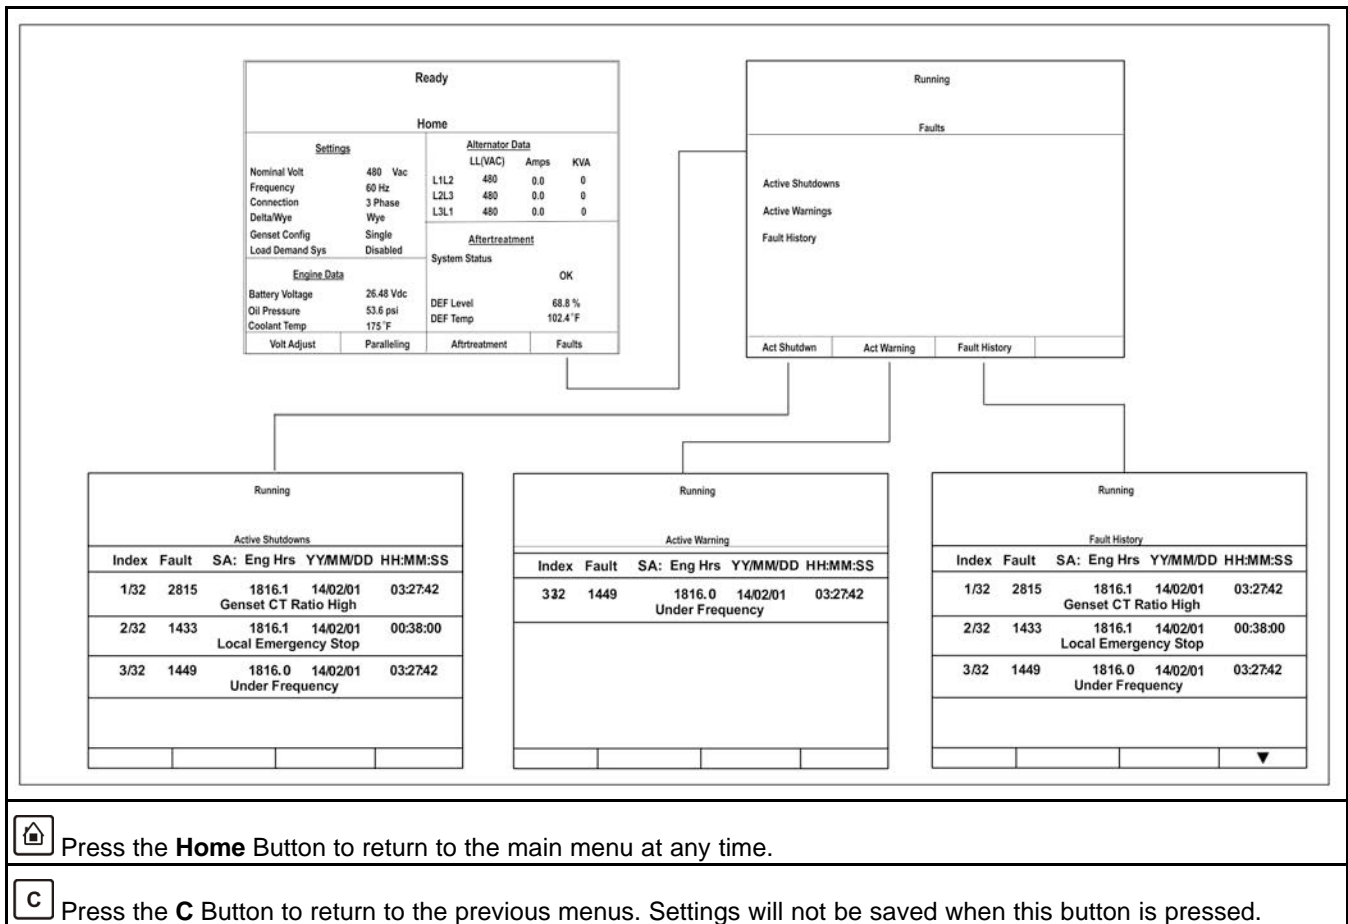 Ready
Home
Settings
Nominal Volt 480 Vac
Frequency 60 Hz
Connection 3 Phase
Delta/Wye Wye
Genset Config Single
Load Demand Sys Disabled
Engine Data
Battery Voltage 26.48 Vdc
Oil Pressure 53.6 psi
Coolant Temp 175 °F
Alternator Data
LL(VAC) Amps KVA
L1L2 480 0.0 0
L2L3 480 0.0 0
L3L1 480 0.0 0
Aftertreatment
System Status
OK
DEF Level 68.8 %
DEF Temp 102.4 °F
Volt Adjust Paralleling Aftrtreatment Faults
Running
Faults
Active Shutdowns
Active Warnings
Fault History
Act Shutdwn Act Warning Fault History
Running
Active Shutdowns
Index Fault SA: Eng Hrs YY/MM/DD HH:MM:SS
1/32 2815 1816.1 14/02/01 03:27:42
Genset CT Ratio High
2/32 1433 1816.1 14/02/01 00:38:00
Local Emergency Stop
3/32 1449 1816.0 14/02/01 03:27:42
Under Frequency
Running
Active Warning
Index Fault SA: Eng Hrs YY/MM/DD HH:MM:SS
332 1449 1816.0 14/02/01 03:27:42
Under Frequency
Running
Fault History
Index Fault SA: Eng Hrs YY/MM/DD HH:MM:SS
1/32 2815 1816.1 14/02/01 03:27:42
Genset CT Ratio High
2/32 1433 1816.1 14/02/01 00:38:00
Local Emergency Stop
3/32 1449 1816.0 14/02/01 03:27:42
Under Frequency
▼
Press the Home Button to return to the main menu at any time.
C Press the C Button to return to the previous menus. Settings will not be saved when this button is pressed.